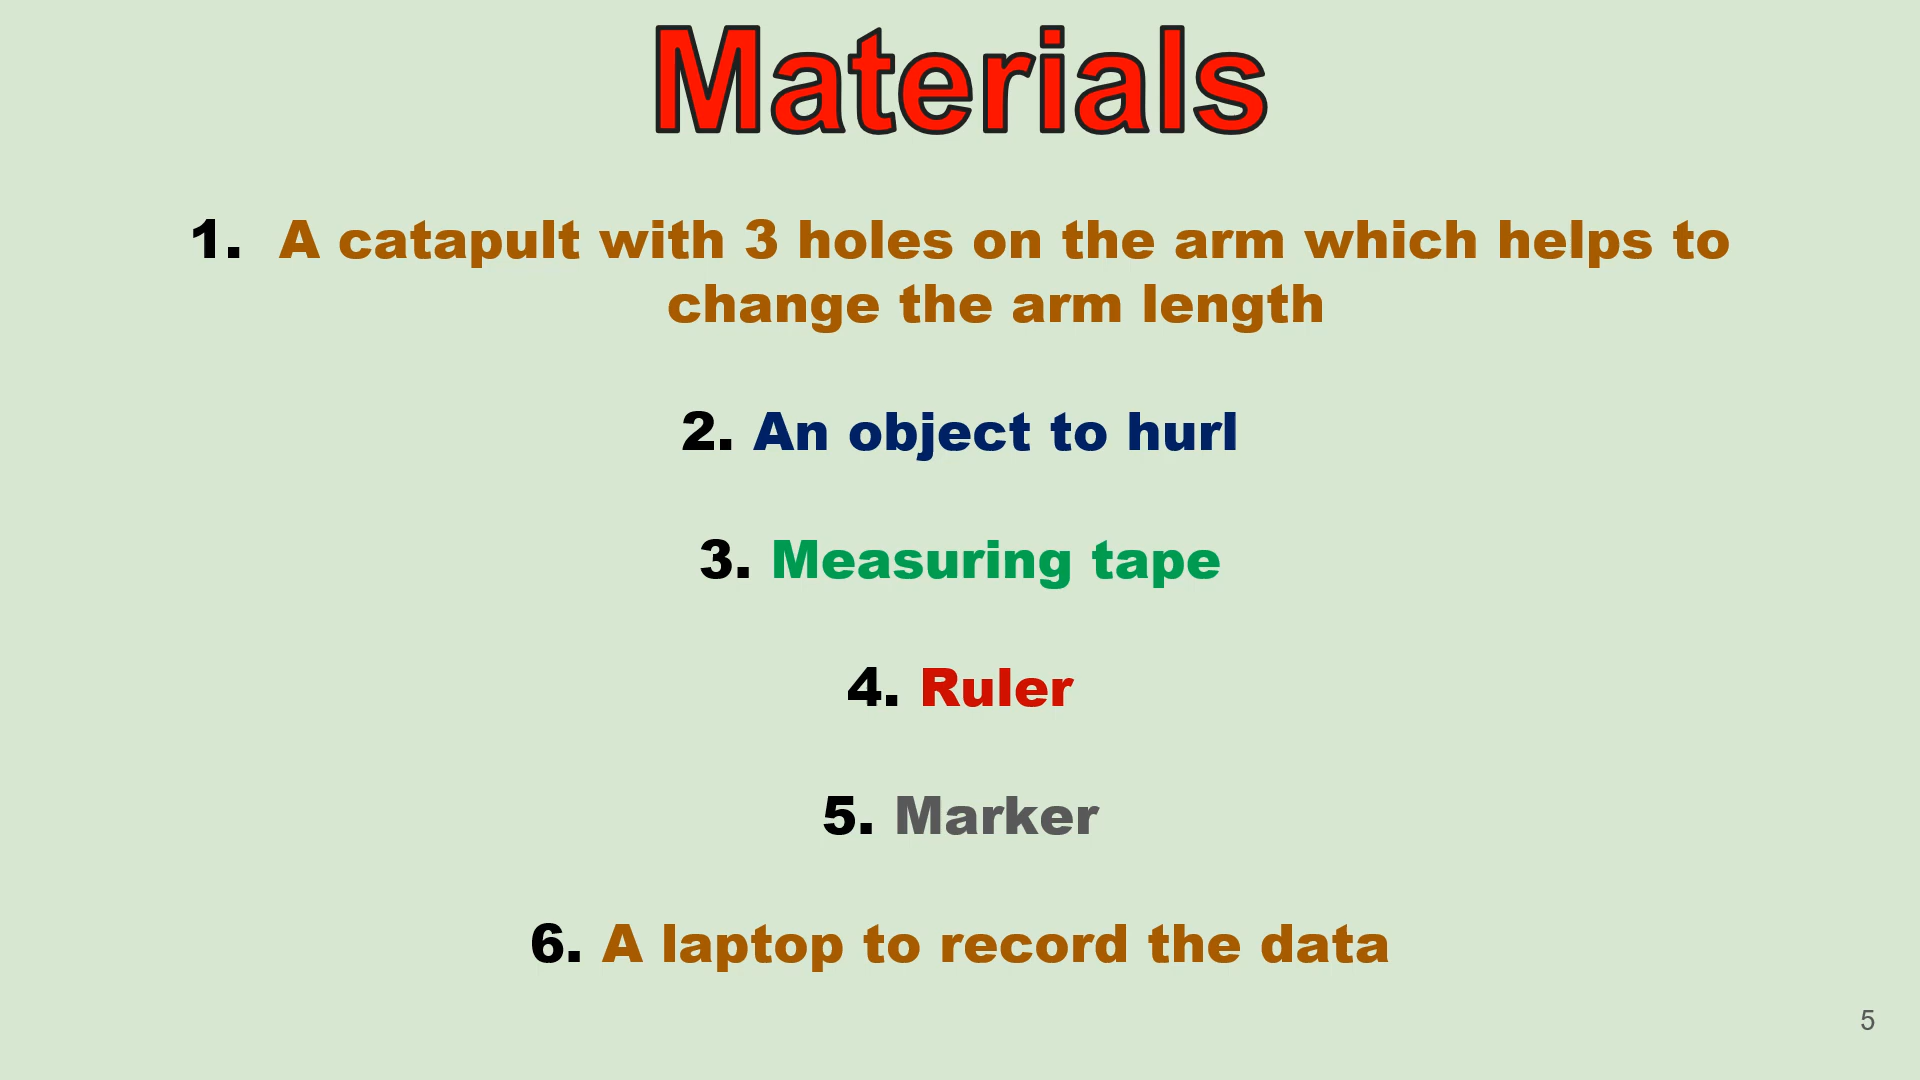 Materials
1. A catapult with 3 holes on the arm which helps to
change the arm length
2. An object to hurl
3. Measuring tape
4. Ruler
5. Marker
6. A laptop to record the data
5